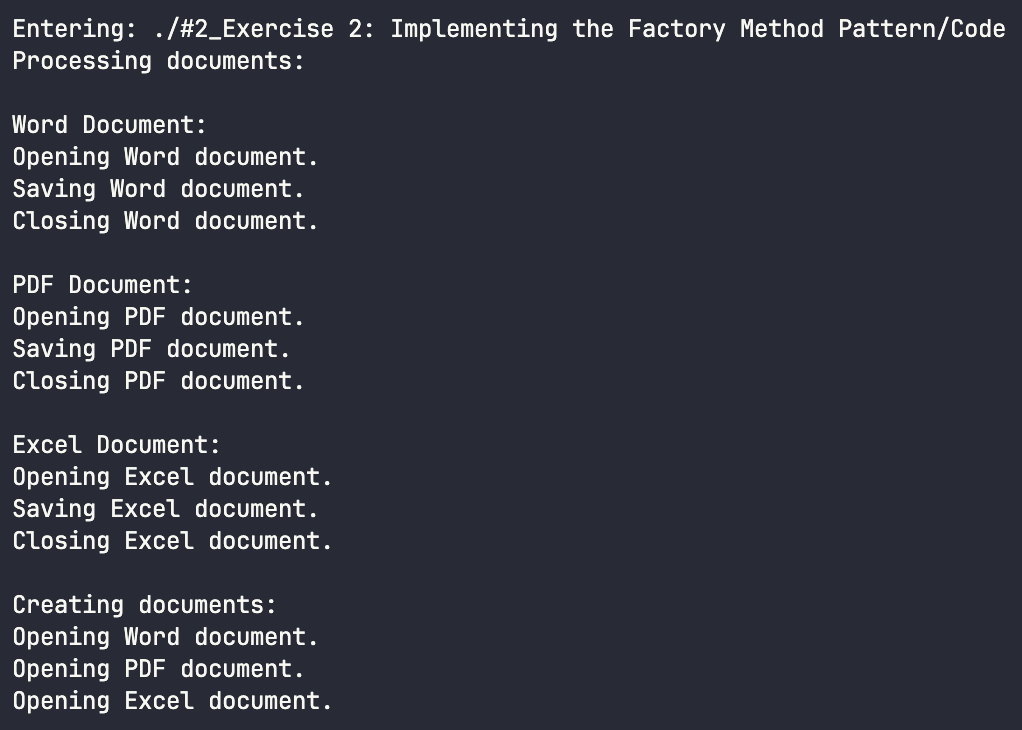 Entering: ./#2_Exercise 2: Implementing the Factory Method Pattern/Code
Processing documents:

Word Document:
Opening Word document.
Saving Word document.
Closing Word document.

PDF Document:
Opening PDF document.
Saving PDF document.
Closing PDF document.

Excel Document:
Opening Excel document.
Saving Excel document.
Closing Excel document.

Creating documents:
Opening Word document.
Opening PDF document.
Opening Excel document.